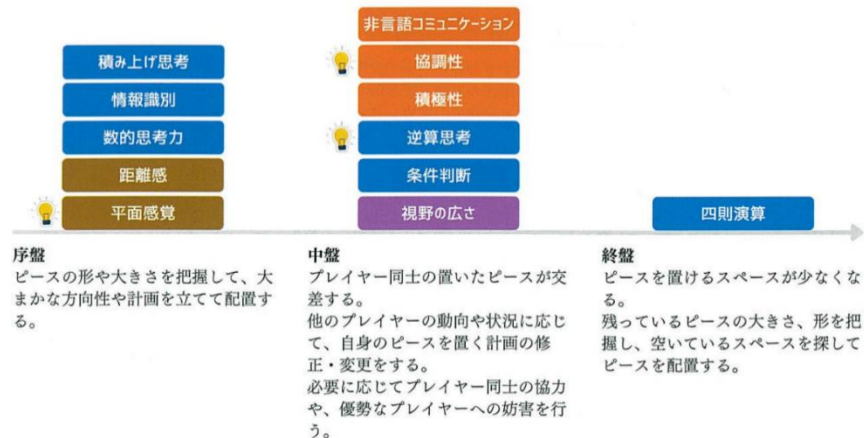 非言語コミュニケーション
積み上げ思考
協調性
情報識別
積極性
数的思考力
逆算思考
距離感
条件判断
平面感覚
視野の広さ
四則演算
序盤
ピースの形や大きさを把握して、大
まかな方向性や計画を立てて配置す
る。
中盤
プレイヤー同士の置いたピースが交
差する。
他のプレイヤーの動向や状況に応じ
て、自身のピースを置く計画の修
正・変更をする。
必要に応じてプレイヤー同士の協力
や、優勢なプレイヤーへの妨害を行
う。
終盤
ピースを置けるスペースが少なくな
る。
残っているピースの大きさ、形を把
握し、空いているスペースを探して
ピースを配置する。